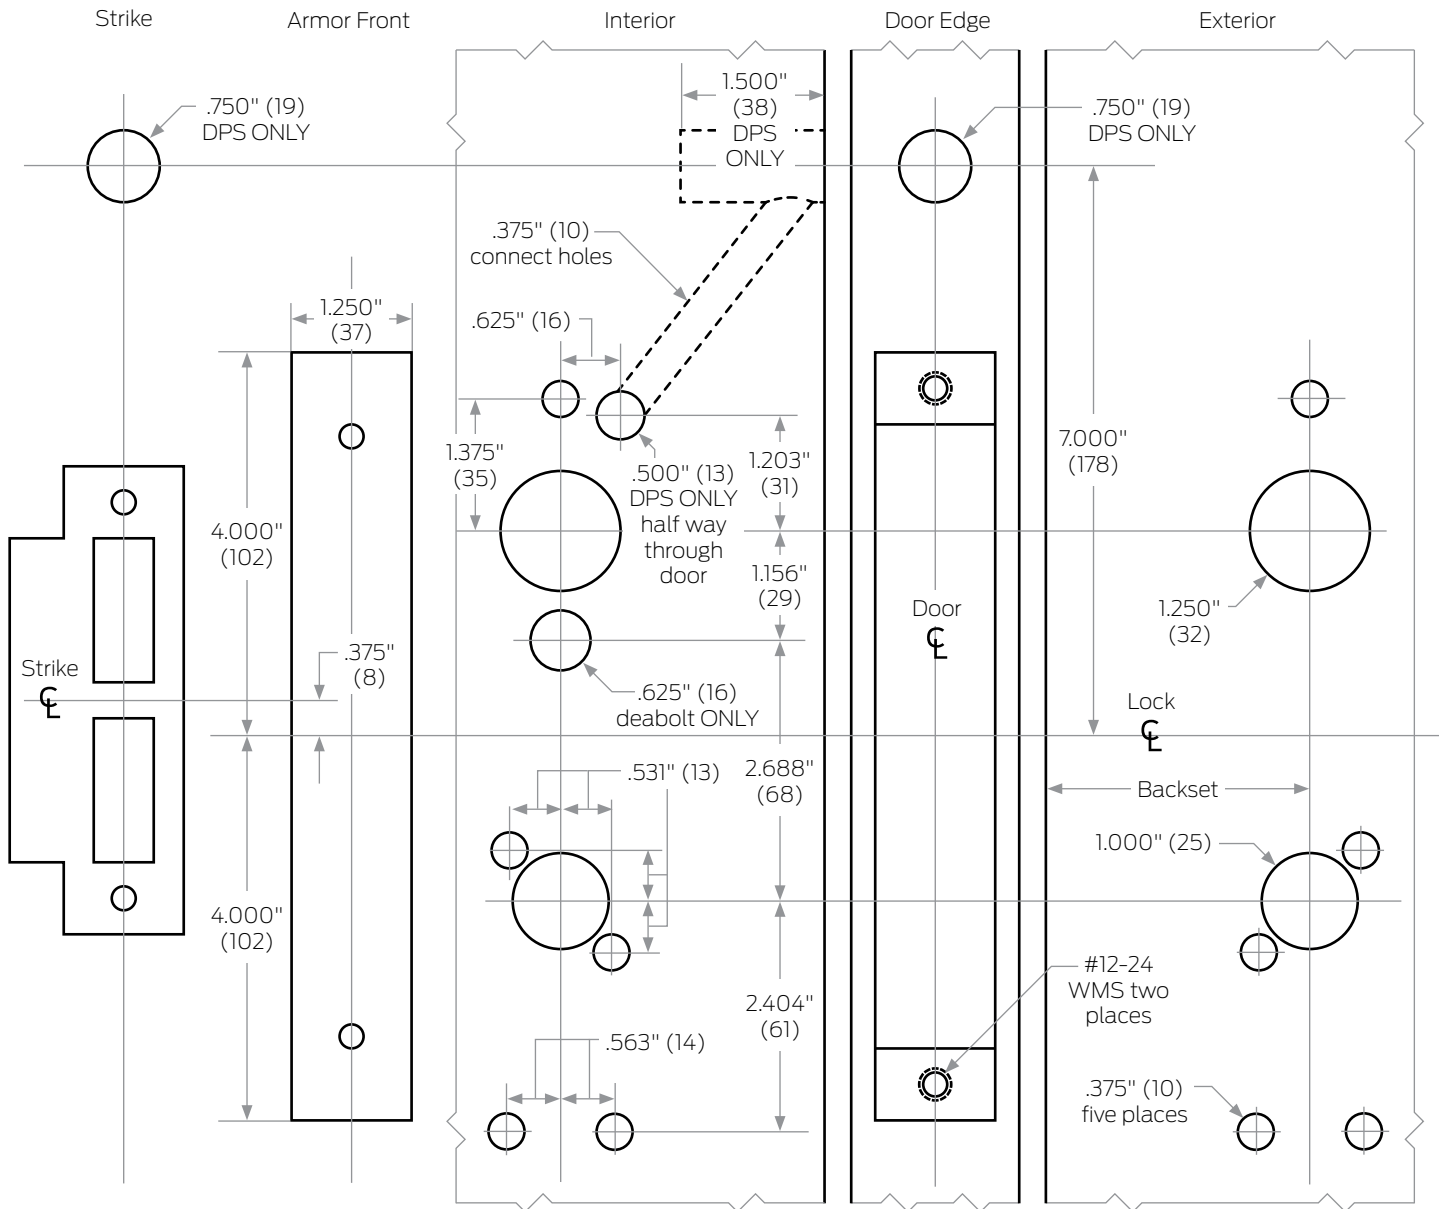 Strike
Armor Front
Interior
Door Edge
Exterior
.750" (19)
DPS ONLY
1.500"
(38)
DPS
ONLY
.750" (19)
DPS ONLY
.375" (10)
connect holes
1.250"
(37)
.625" (16)
1.375"
(35)
.500" (13)
DPS ONLY
half way
through
door
1.203"
(31)
7.000"
(178)
4.000"
(102)
1.156"
(29)
Door
CL
1.250"
(32)
Strike
CL
.375"
(8)
.625" (16)
deabolt ONLY
Lock
CL
.531" (13)
2.688"
(68)
Backset
1.000" (25)
4.000"
(102)
#12-24
WMS two
places
2.404"
(61)
.563" (14)
.375" (10)
five places